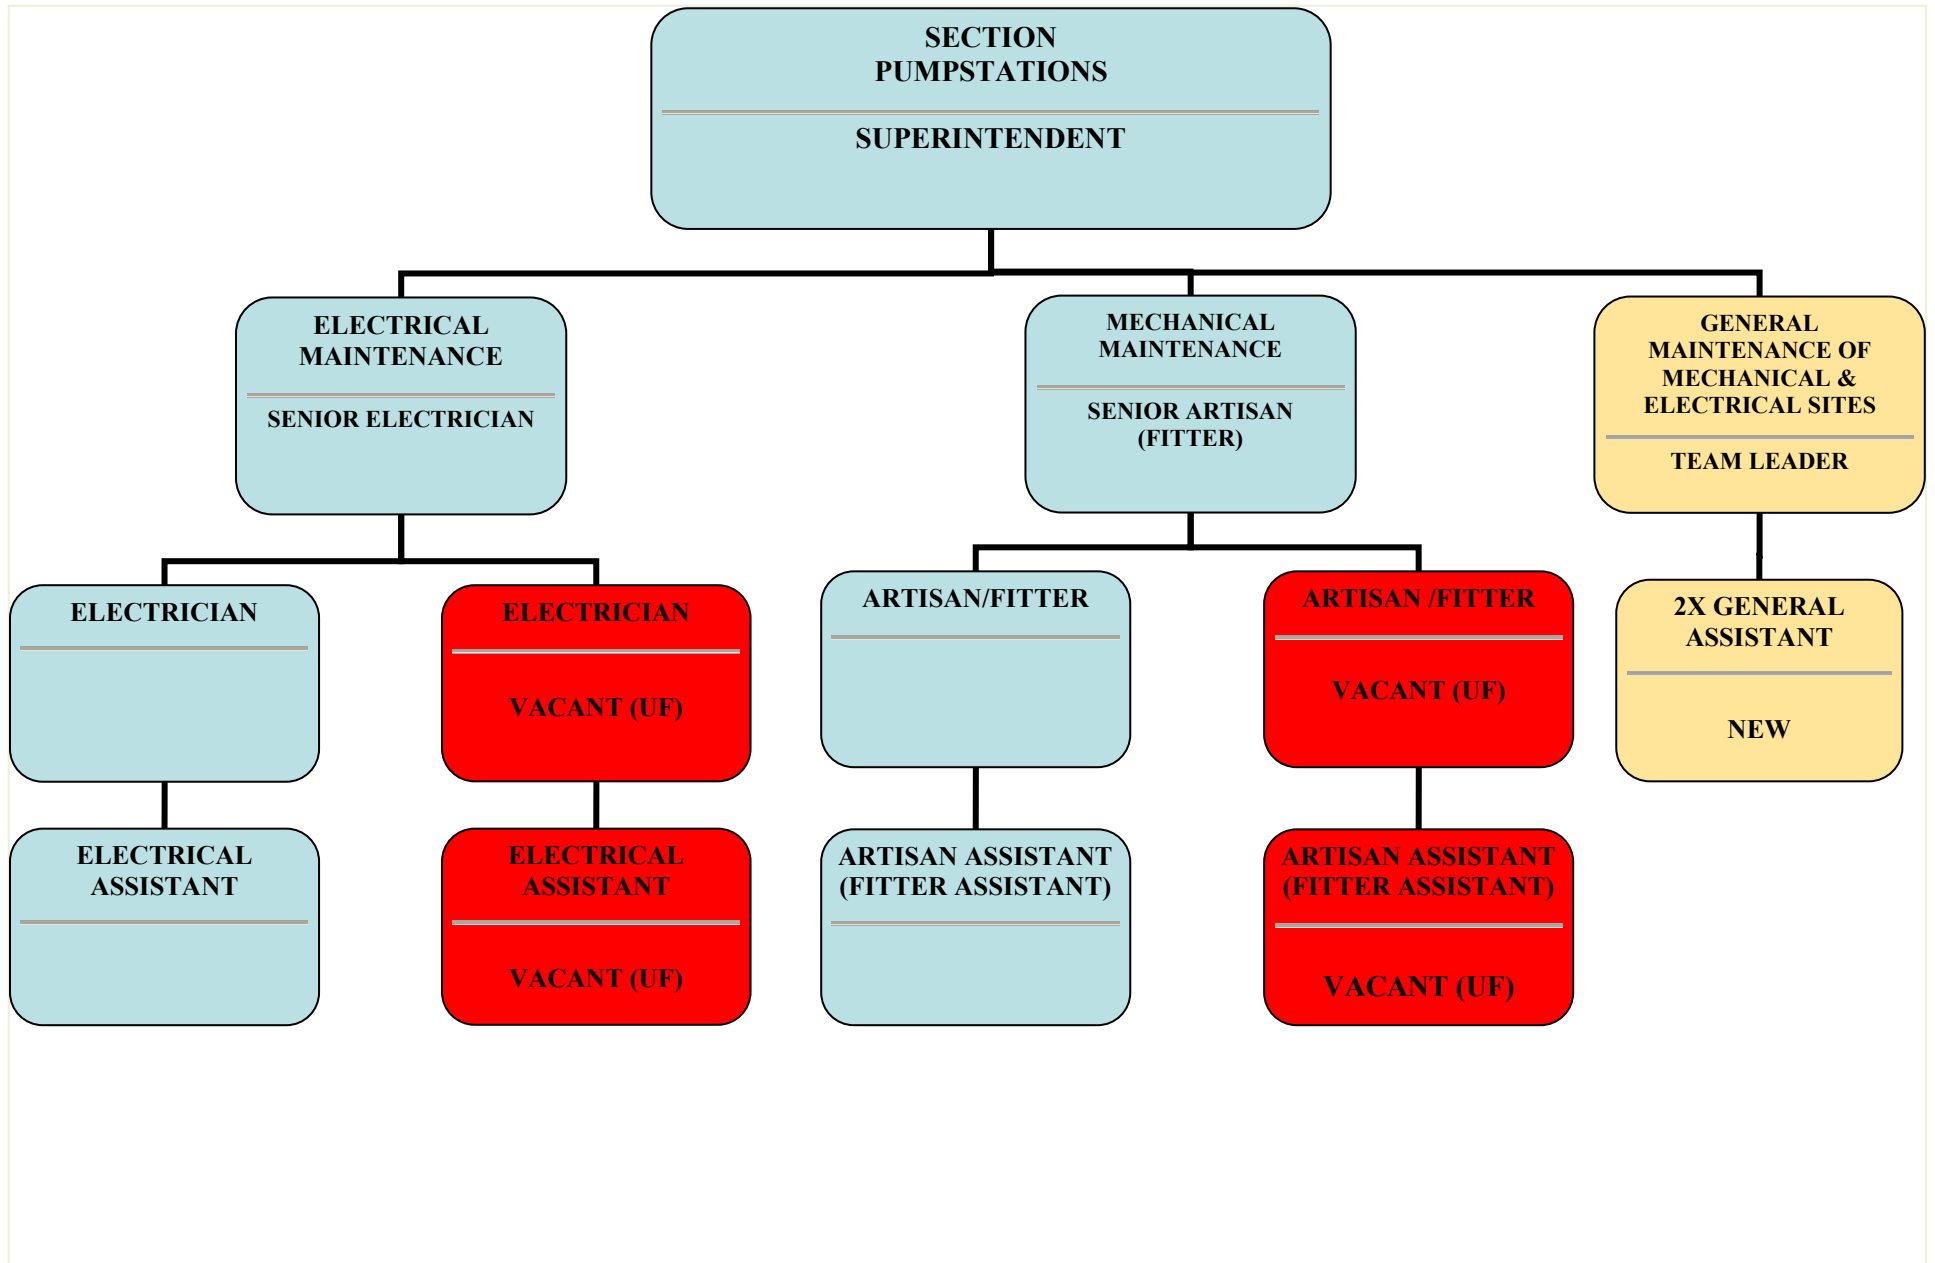 SECTION
PUMPSTATIONS
SUPERINTENDENT
ELECTRICAL
MAINTENANCE
SENIOR ELECTRICIAN
MECHANICAL
MAINTENANCE
SENIOR ARTISAN
(FITTER)
GENERAL
MAINTENANCE OF
MECHANICAL &
ELECTRICAL SITES
TEAM LEADER
ELECTRICIAN
ELECTRICIAN
VACANT (UF)
ARTISAN/FITTER
ARTISAN /FITTER
VACANT (UF)
2X GENERAL
ASSISTANT
NEW
ELECTRICAL
ASSISTANT
ELECTRICAL
ASSISTANT
VACANT (UF)
ARTISAN ASSISTANT
(FITTER ASSISTANT)
ARTISAN ASSISTANT
(FITTER ASSISTANT)
VACANT (UF)